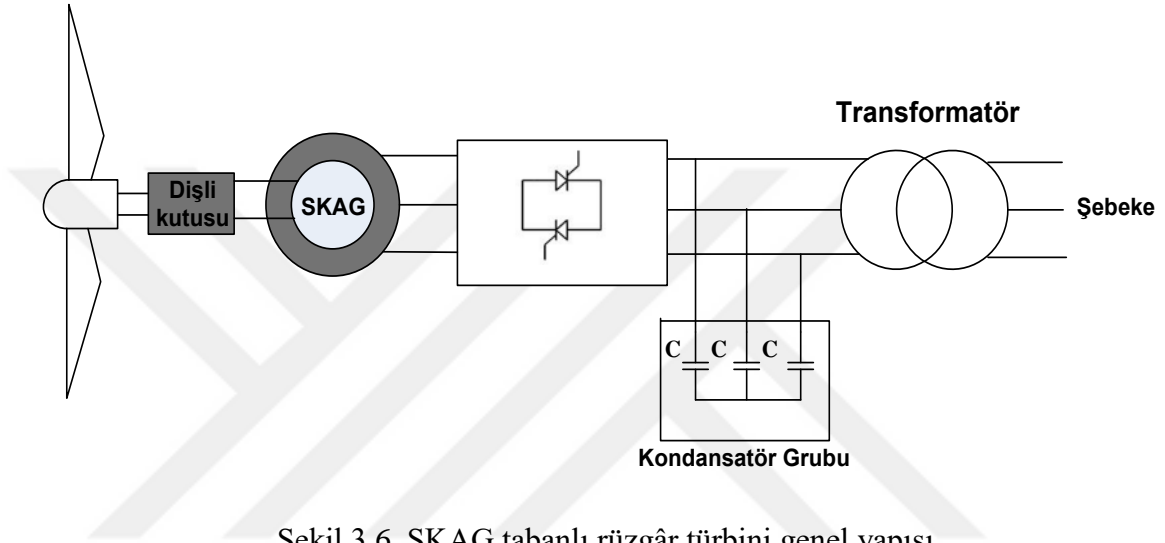 Transformatör
Dişli
kutusu
SKAG
Şebeke
C C C
Kondansatör Grubu
Şekil 3.6. SKAG tabanlı rüzgâr türbini genel yapısı